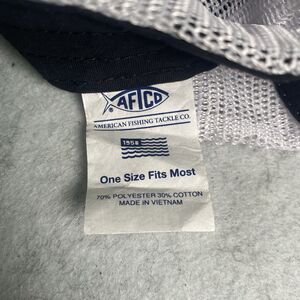 AFTCO
AMERICAN FISHING TACKLE CO.
1958
One Size Fits Most
70% POLYESTER 30% COTTON
MADE IN VIETNAM